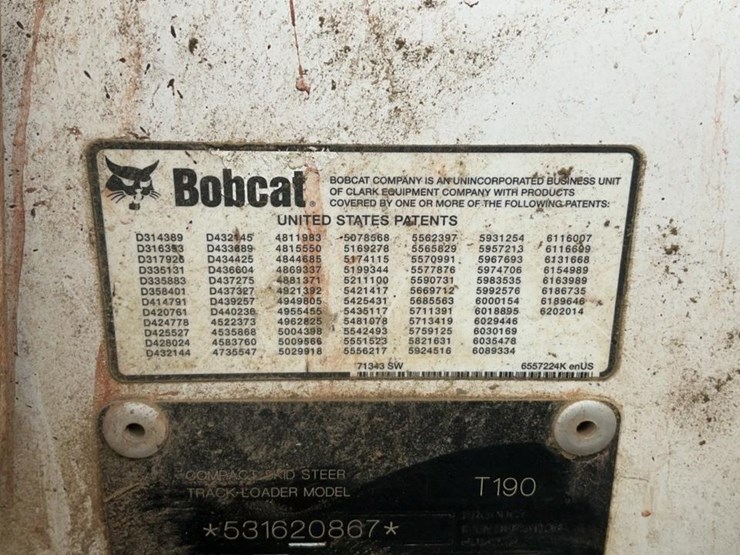 Bobcat.
BOBCAT COMPANY IS AN UNINCORPORATED BUSINESS UNIT
OF CLARK EQUIPMENT COMPANY WITH PRODUCTS
COVERED BY ONE OR MORE OF THE FOLLOWING PATENTS:
UNITED STATES PATENTS
D314389 D432145 4811983 5078568 5562397 5931254 6116007
D316393 D433689 4815550 5169278 5565829 5957213 6116699
D317926 D434425 4844685 5174115 5570991 5967693 6131668
D335131 D436604 4869337 5199344 5577876 5974706 6154989
D335883 D437275 4881371 5211100 5590731 5983535 6163989
D358401 D437327 4921392 5421417 5669712 5992576 6186735
D414791 D439257 4949805 5425431 5685563 6000154 6189646
D420761 D440236 4955455 5435117 5711391 6018895 6202014
D424778 4522373 4962825 5481078 5713419 6029446
D425527 4535868 5004398 5542493 5759125 6030169
D428024 4583760 5009566 5551523 5821631 6035478
D432144 4735547 5029918 5556217 5924516 6089334
71343 SW 6557224K enUS
COMPACT SKID STEER
TRACK-LOADER MODEL T190
*531620867*